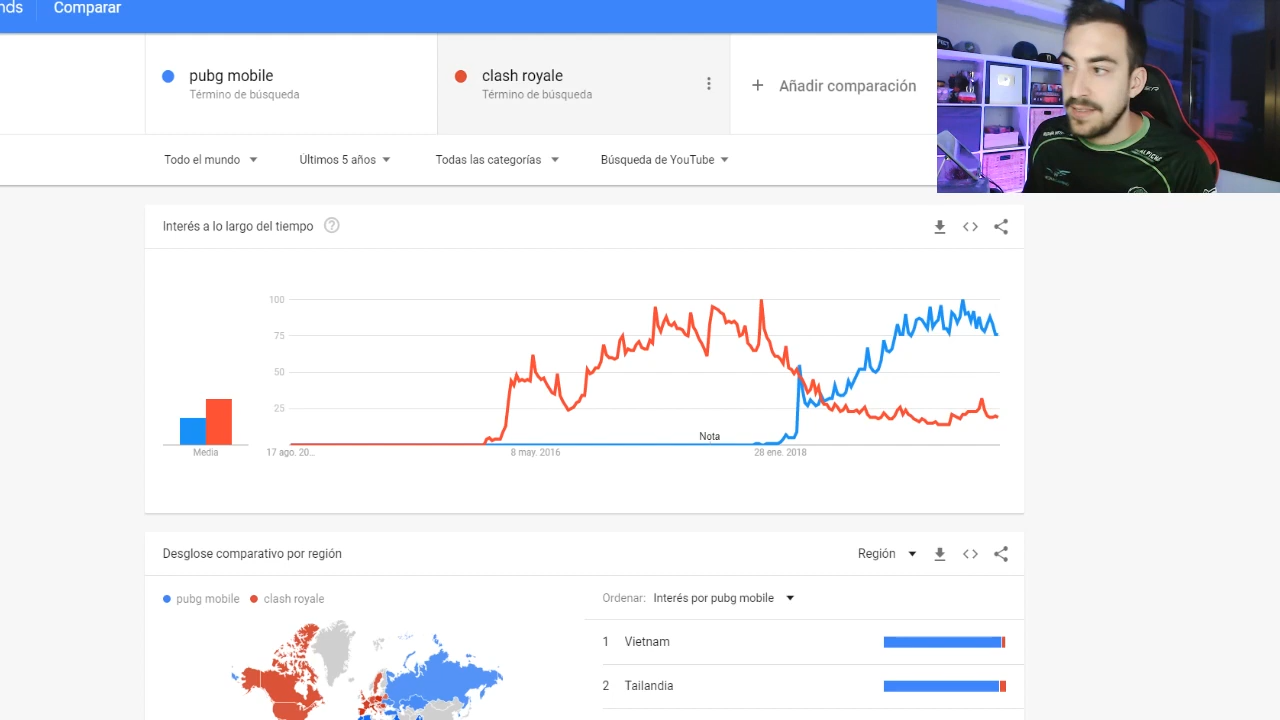 nds Comparar
pubg mobile
Término de búsqueda
clash royale
Término de búsqueda
+ Añadir comparación
Todo el mundo
Últimos 5 años
Todas las categorías
Búsqueda de YouTube
Interés a lo largo del tiempo ?
100
75
50
25
Nota
Media
17 ago. 20...
8 may. 2016
28 ene. 2018
Desglose comparativo por región
Región
pubg mobile clash royale
Ordenar: Interés por pubg mobile
1 Vietnam
2 Tailandia